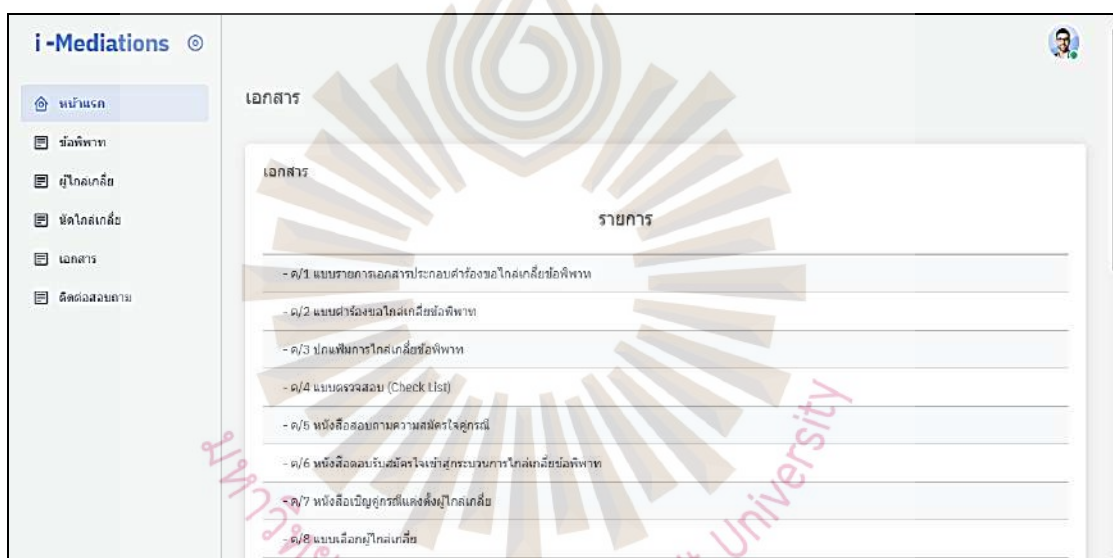 i-Mediations
หน้าแรก
ข้อพิพาท
ผู้ไกล่เกลี่ย
นัดไกล่เกลี่ย
เอกสาร
ติดต่อสอบถาม
เอกสาร
เอกสาร
รายการ
- ค/1 แบบรายการเอกสารประกอบคำร้องขอไกล่เกลี่ยข้อพิพาท
- ค/2 แบบคำร้องขอไกล่เกลี่ยข้อพิพาท
- ค/3 ปกแฟ้มการไกล่เกลี่ยข้อพิพาท
- ค/4 แบบตรวจสอบ (Check List)
- ค/5 หนังสือสอบถามความสมัครใจคู่กรณี
- ค/6 หนังสือตอบรับสมัครใจเข้าสู่กระบวนการไกล่เกลี่ยข้อพิพาท
- ค/7 หนังสือเชิญคู่กรณีแต่งตั้งผู้ไกล่เกลี่ย
- ค/8 แบบเลือกผู้ไกล่เกลี่ย
University